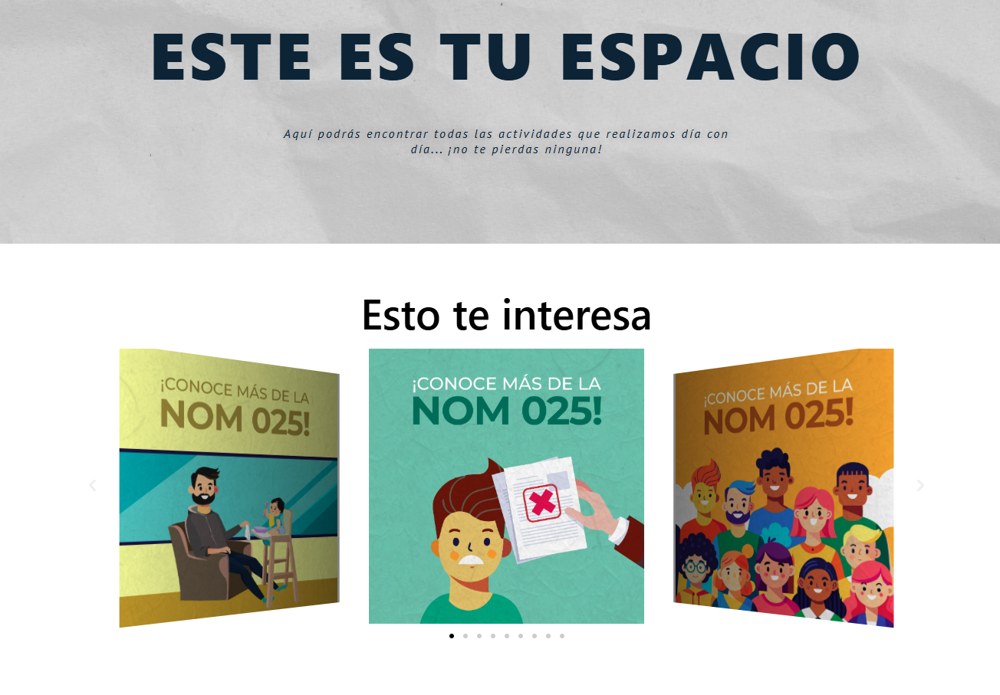 ESTE ES TU ESPACIO
Aquí podrás encontrar todas las actividades que realizamos día con
día... ¡no te pierdas ninguna!
Esto te interesa
¡CONOCE MÁS DE LA
NOM 025!
¡CONOCE MÁS DE LA
NOM 025!
¡CONOCE MÁS DE LA
NOM 025!